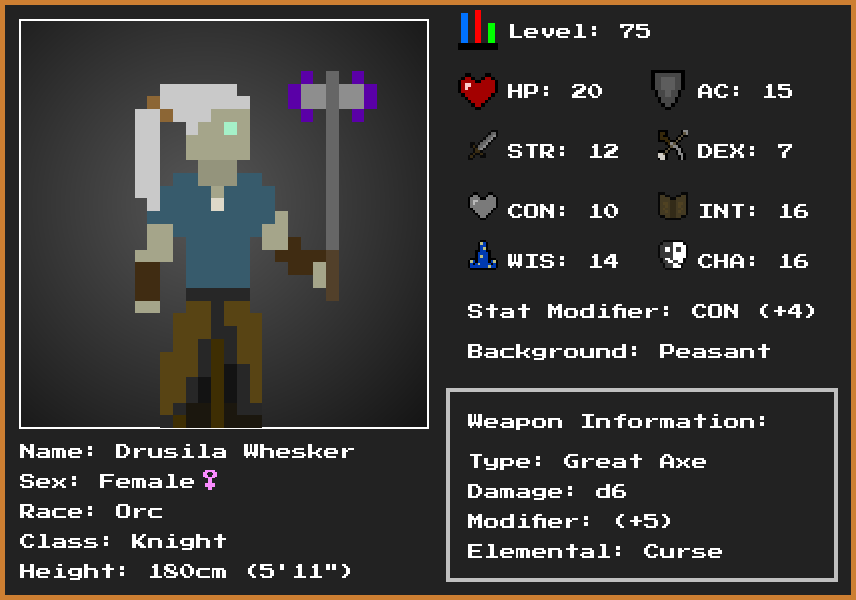 Level: 75
HP: 20
AC: 15
STR: 12
DEX: 7
CON: 10
INT: 16
WIS: 14
CHA: 16
Stat Modifier: CON (+4)
Background: Peasant
Weapon Information:
Type: Great Axe
Damage: d6
Modifier: (+5)
Elemental: Curse
Name: Drusila Whesker
Sex: Female♀
Race: Orc
Class: Knight
Height: 180cm (5'11")